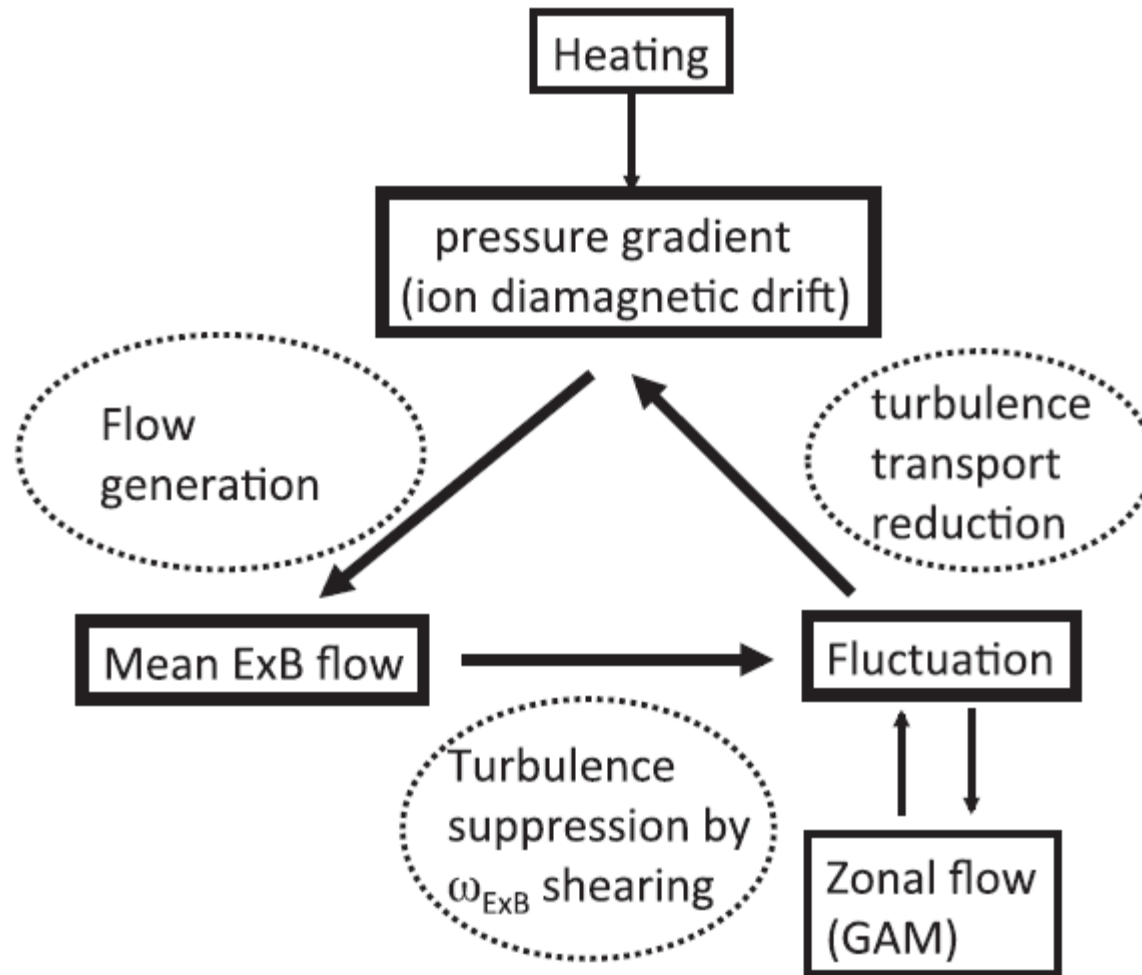 Heating
pressure gradient
(ion diamagnetic drift)
Flow
generation
turbulence
transport
reduction
Mean ExB flow
Fluctuation
Turbulence
suppression by
ω_ExB shearing
Zonal flow
(GAM)